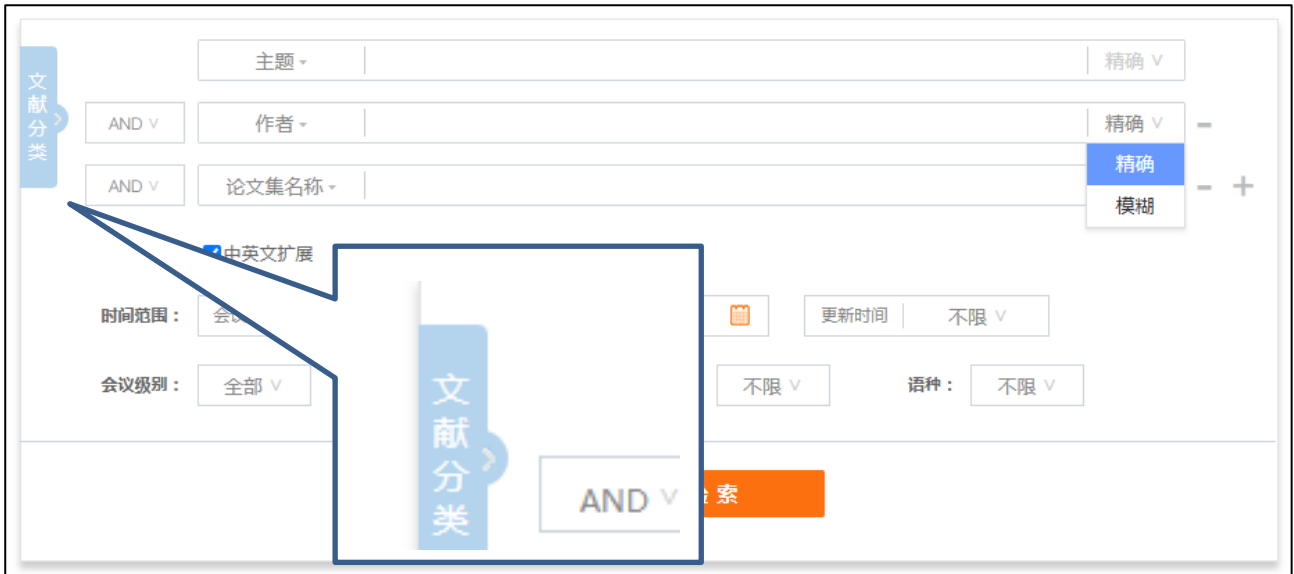 主题 精确
文献分类
AND 作者 精确
精确
AND 论文集名称
模糊
中英文扩展
时间范围： 会议 更新时间 不限
会议级别： 全部 不限 语种： 不限
文献分类
AND
索